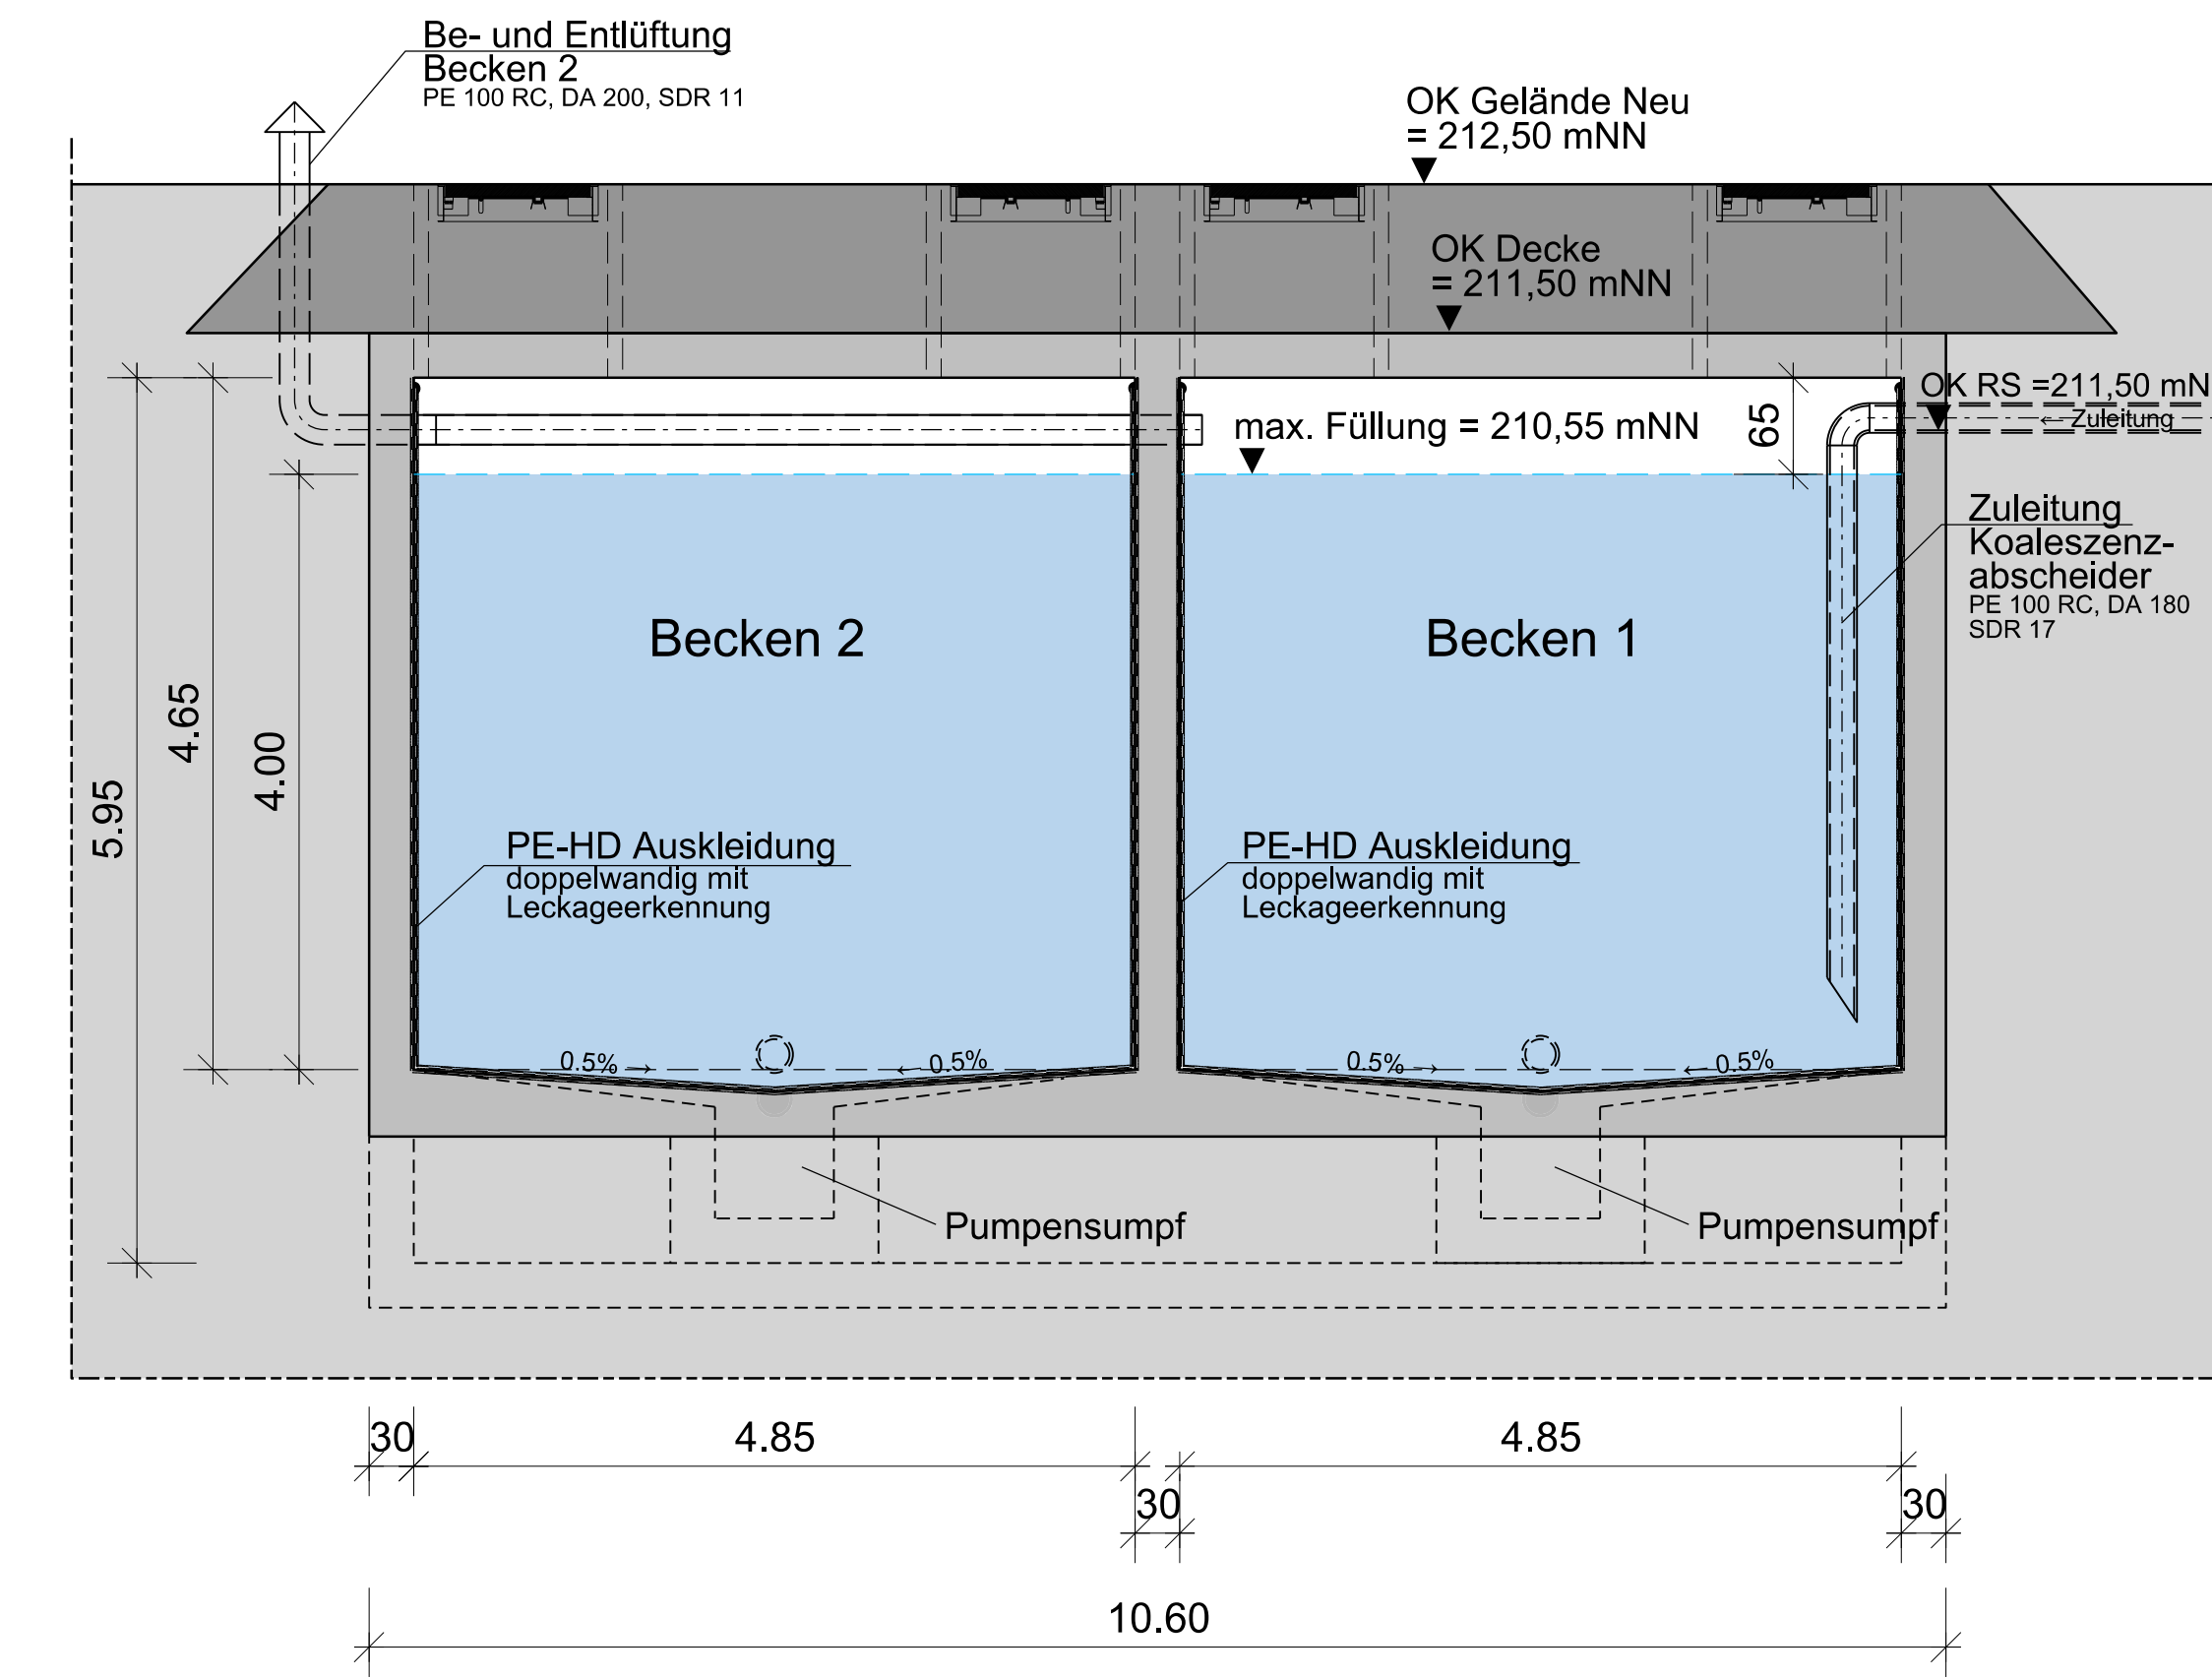 Be- und Entlüftung
Becken 2
PE 100 RC, DA 200, SDR 11
OK Gelände Neu
= 212,50 mNN
OK Decke
= 211,50 mNN
OK RS =211,50 mN
← Zuleitung
max. Füllung = 210,55 mNN
65
Zuleitung
Koaleszenz-
abscheider
PE 100 RC, DA 180
SDR 17
Becken 2
Becken 1
5.95
4.65
4.00
PE-HD Auskleidung
doppelwandig mit
Leckageerkennung
PE-HD Auskleidung
doppelwandig mit
Leckageerkennung
0.5% →
← 0.5%
0.5% →
← 0.5%
Pumpensumpf
Pumpensumpf
30
4.85
4.85
30
30
10.60